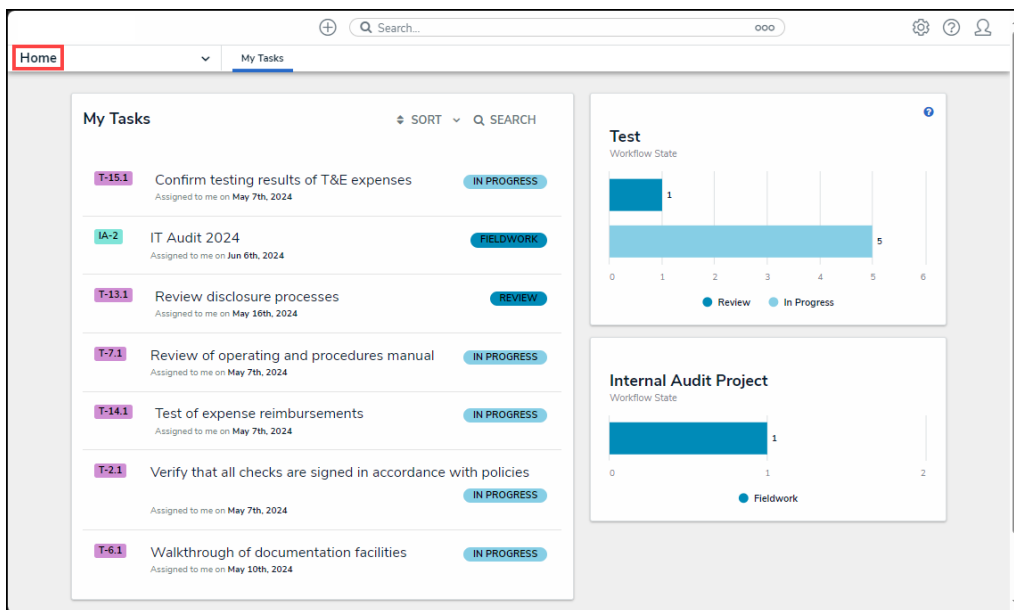 Search...
Home
My Tasks
My Tasks
SORT
SEARCH
T-15.1 Confirm testing results of T&E expenses IN PROGRESS
Assigned to me on May 7th, 2024
IA-2 IT Audit 2024 FIELDWORK
Assigned to me on Jun 6th, 2024
T-13.1 Review disclosure processes REVIEW
Assigned to me on May 16th, 2024
T-7.1 Review of operating and procedures manual IN PROGRESS
Assigned to me on May 7th, 2024
T-14.1 Test of expense reimbursements IN PROGRESS
Assigned to me on May 7th, 2024
T-2.1 Verify that all checks are signed in accordance with policies
IN PROGRESS
Assigned to me on May 7th, 2024
T-6.1 Walkthrough of documentation facilities IN PROGRESS
Assigned to me on May 10th, 2024
Test
Workflow State
1
5
0 1 2 3 4 5 6
Review In Progress
Internal Audit Project
Workflow State
1
0 1 2
Fieldwork